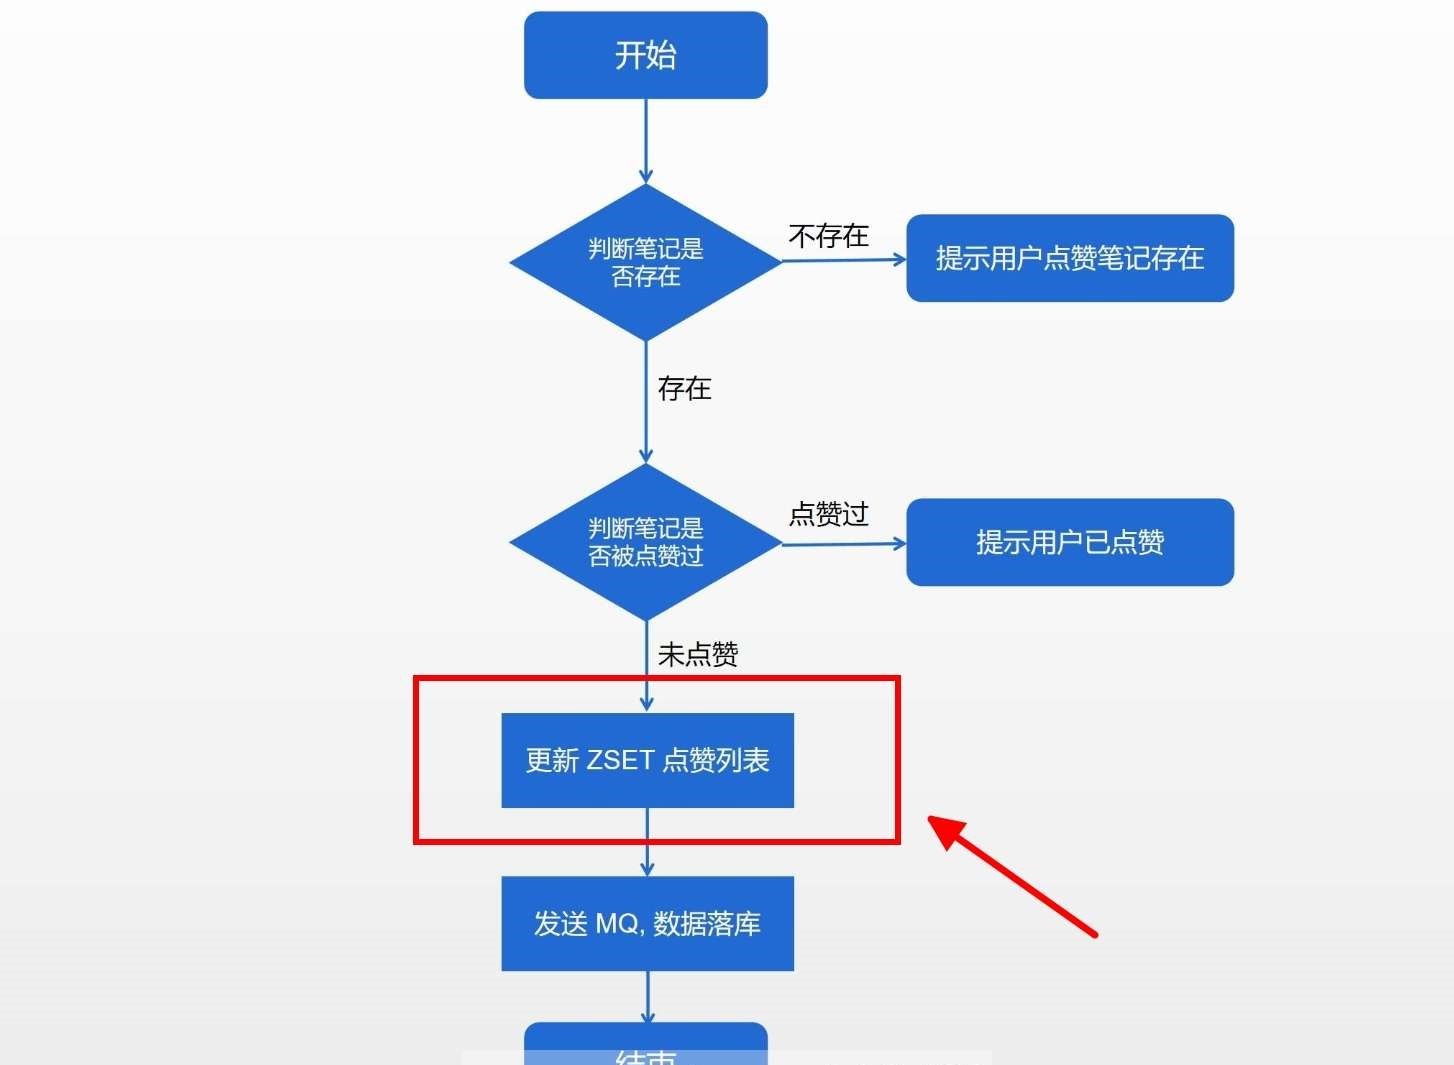 开始
判断笔记是
否存在
不存在
提示用户点赞笔记存在
存在
判断笔记是
否被点赞过
点赞过
提示用户已点赞
未点赞
更新 ZSET 点赞列表
发送 MQ, 数据落库
结束